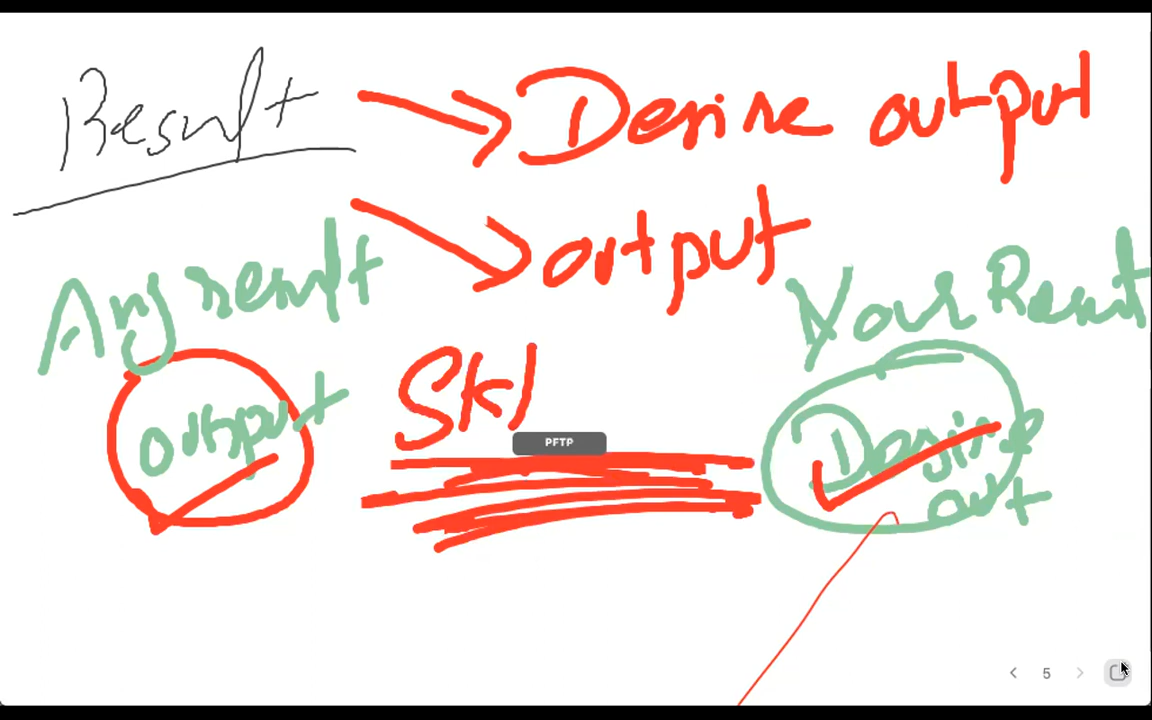 Result
Desire output
output
Any result
Your Result
output
Skl
PFTP
Desire
out
5